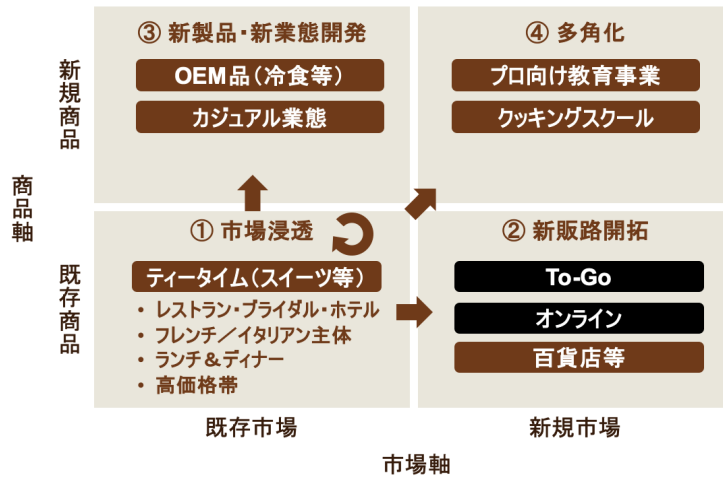 ③ 新製品・新業態開発
OEM品（冷食等）
カジュアル業態
④ 多角化
プロ向け教育事業
クッキングスクール
新規商品
商品軸
既存商品
① 市場浸透
ティータイム（スイーツ等）
・ レストラン・ブライダル・ホテル
・ フレンチ／イタリアン主体
・ ランチ＆ディナー
・ 高価格帯
② 新販路開拓
To-Go
オンライン
百貨店等
既存市場
新規市場
市場軸